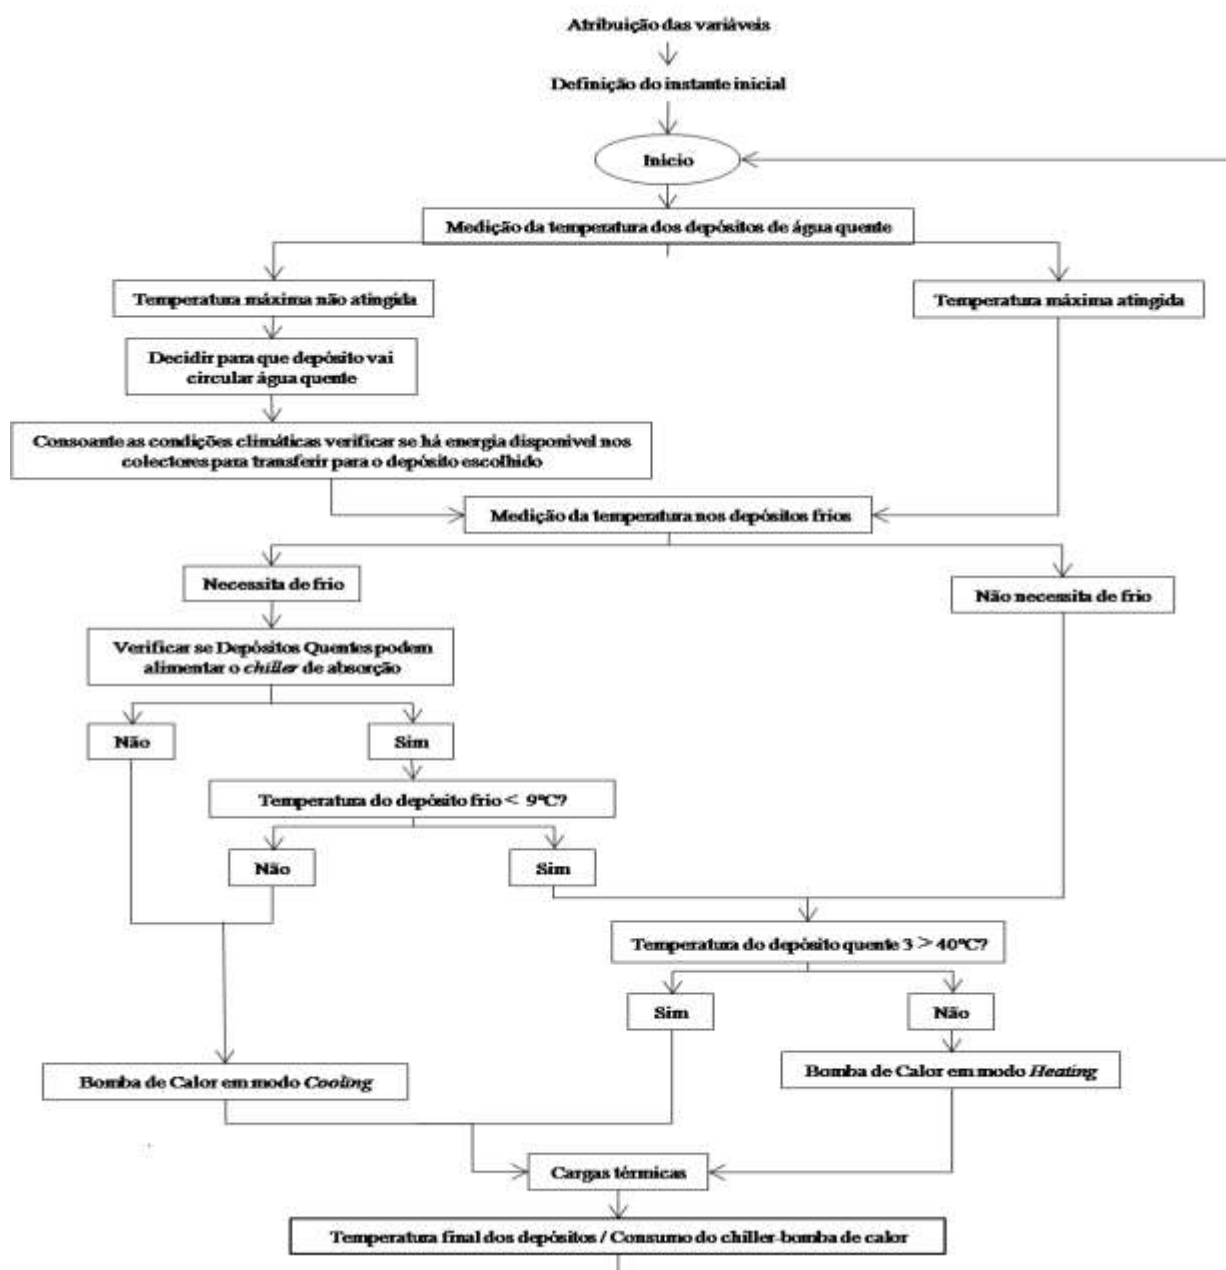 Atribuição das variáveis
Definição do instante inicial
Início
Medição da temperatura dos depósitos de água quente
Temperatura máxima não atingida
Temperatura máxima atingida
Decidir para que depósito vai
circular água quente
Consoante as condições climáticas verificar se há energia disponível nos
colectores para transferir para o depósito escolhido
Medição da temperatura nos depósitos frios
Necessita de frio
Não necessita de frio
Verificar se Depósitos Quentes podem
alimentar o chiller de absorção
Não
Sim
Temperatura do depósito frio < 9°C?
Não
Sim
Temperatura do depósito quente 3 > 40°C?
Sim
Não
Bomba de Calor em modo Cooling
Bomba de Calor em modo Heating
Cargas térmicas
Temperatura final dos depósitos / Consumo do chiller-bomba de calor